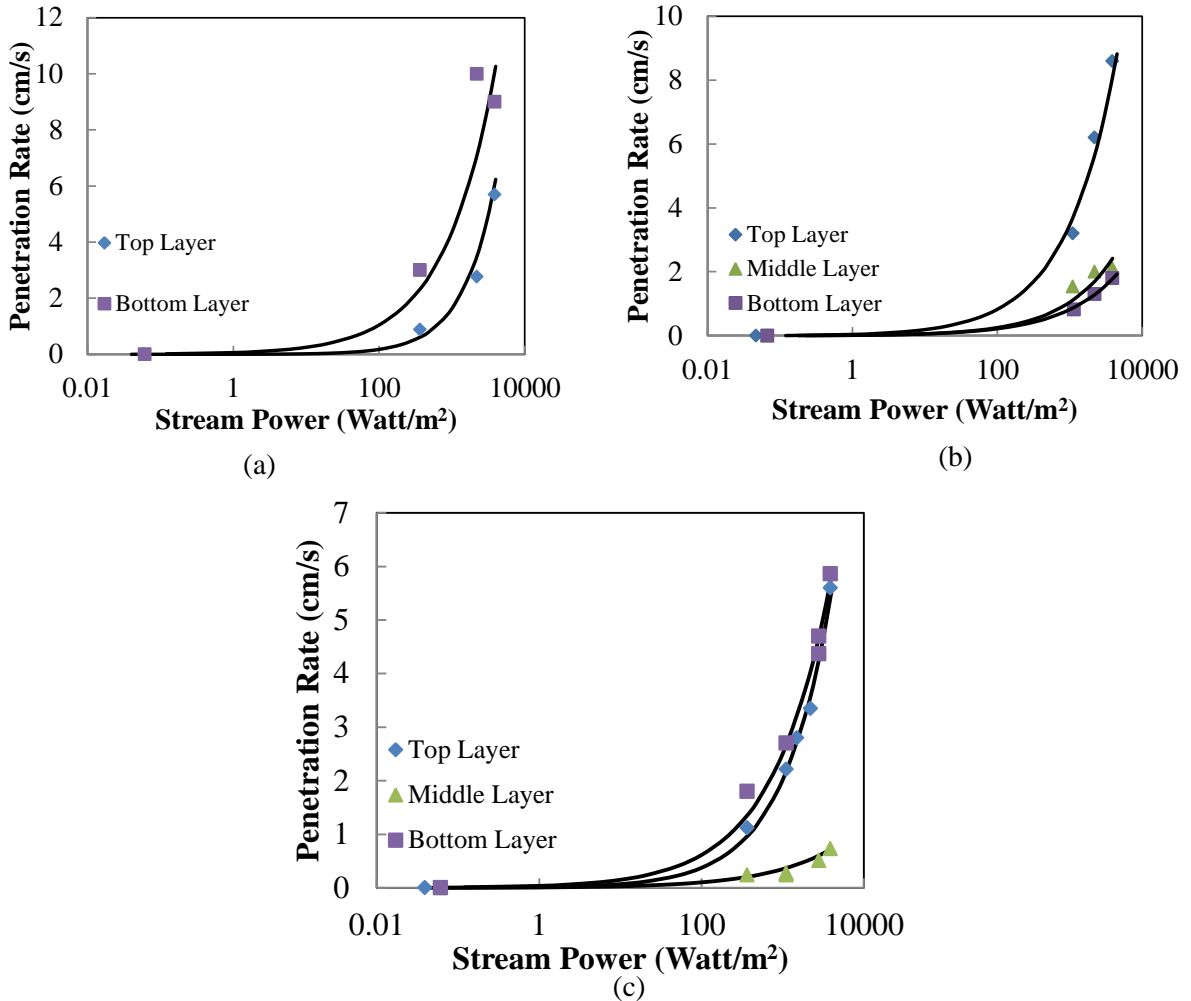 12
10
8
6
4
2
0
0.01
1
100
10000
Penetration Rate (cm/s)
Stream Power (Watt/m²)
Top Layer
Bottom Layer
(a)
10
8
6
4
2
0
0.01
1
100
10000
Penetration Rate (cm/s)
Stream Power (Watt/m²)
Top Layer
Middle Layer
Bottom Layer
(b)
7
6
5
4
3
2
1
0
0.01
1
100
10000
Penetration Rate (cm/s)
Stream Power (Watt/m²)
Top Layer
Middle Layer
Bottom Layer
(c)